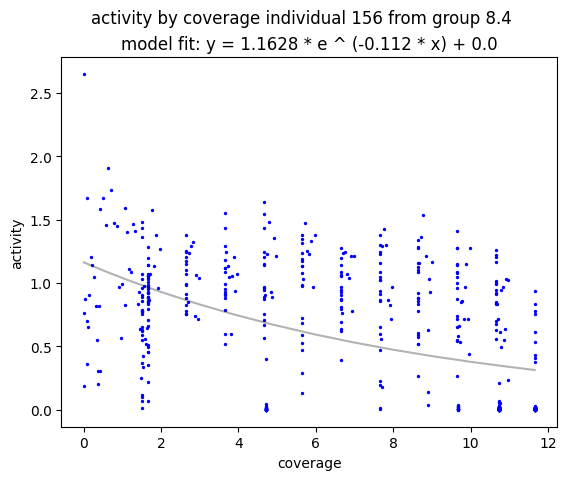 activity by coverage individual 156 from group 8.4
model fit: y = 1.1628 * e ^ (-0.112 * x) + 0.0
2.5
2.0
1.5
1.0
0.5
0.0
activity
0 2 4 6 8 10 12
coverage